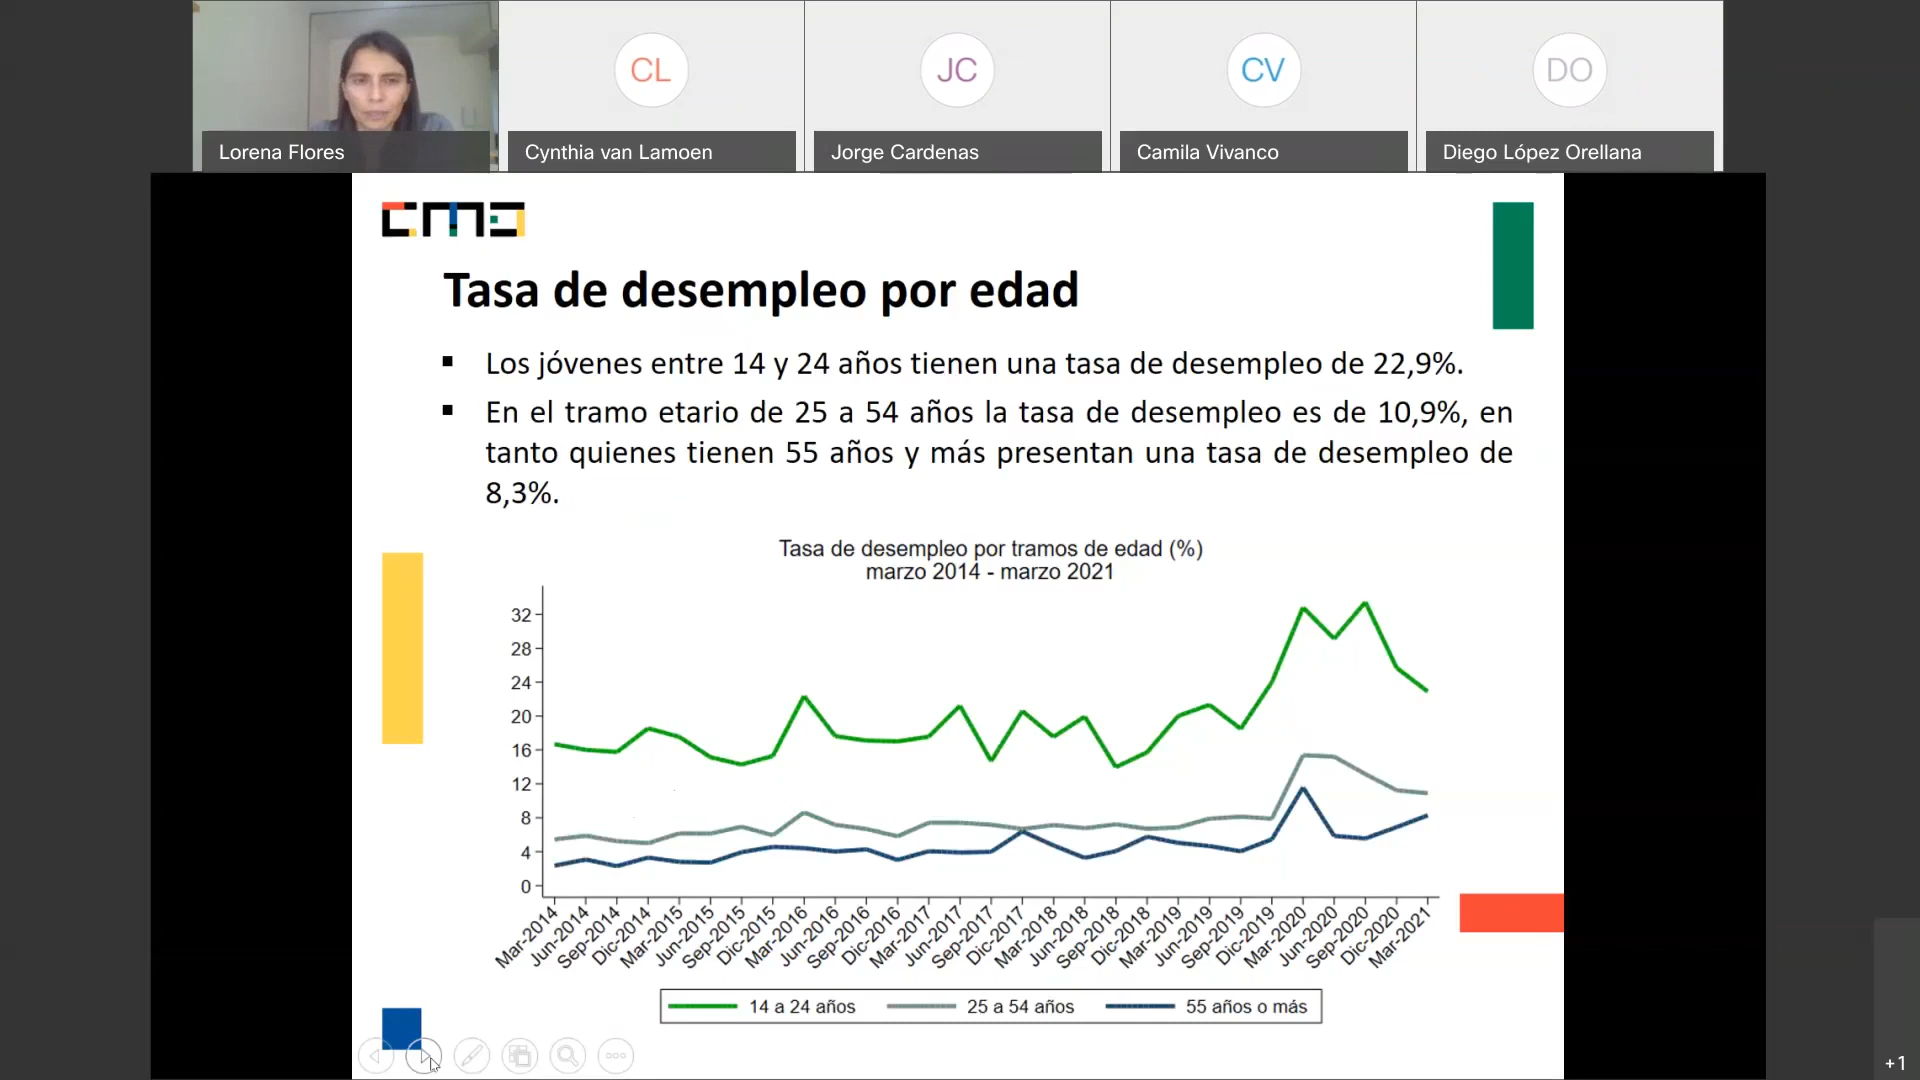 CL
JC
CV
DO
Lorena Flores
Cynthia van Lamoen
Jorge Cardenas
Camila Vivanco
Diego López Orellana
Tasa de desempleo por edad
▪ Los jóvenes entre 14 y 24 años tienen una tasa de desempleo de 22,9%.
▪ En el tramo etario de 25 a 54 años la tasa de desempleo es de 10,9%, en
tanto quienes tienen 55 años y más presentan una tasa de desempleo de
8,3%.
Tasa de desempleo por tramos de edad (%)
marzo 2014 - marzo 2021
32
28
24
20
16
12
8
4
0
Mar-2014
Jun-2014
Sep-2014
Dic-2014
Mar-2015
Jun-2015
Sep-2015
Dic-2015
Mar-2016
Jun-2016
Sep-2016
Dic-2016
Mar-2017
Jun-2017
Sep-2017
Dic-2017
Mar-2018
Jun-2018
Sep-2018
Dic-2018
Mar-2019
Jun-2019
Sep-2019
Dic-2019
Mar-2020
Jun-2020
Sep-2020
Dic-2020
Mar-2021
14 a 24 años
25 a 54 años
55 años o más
+1